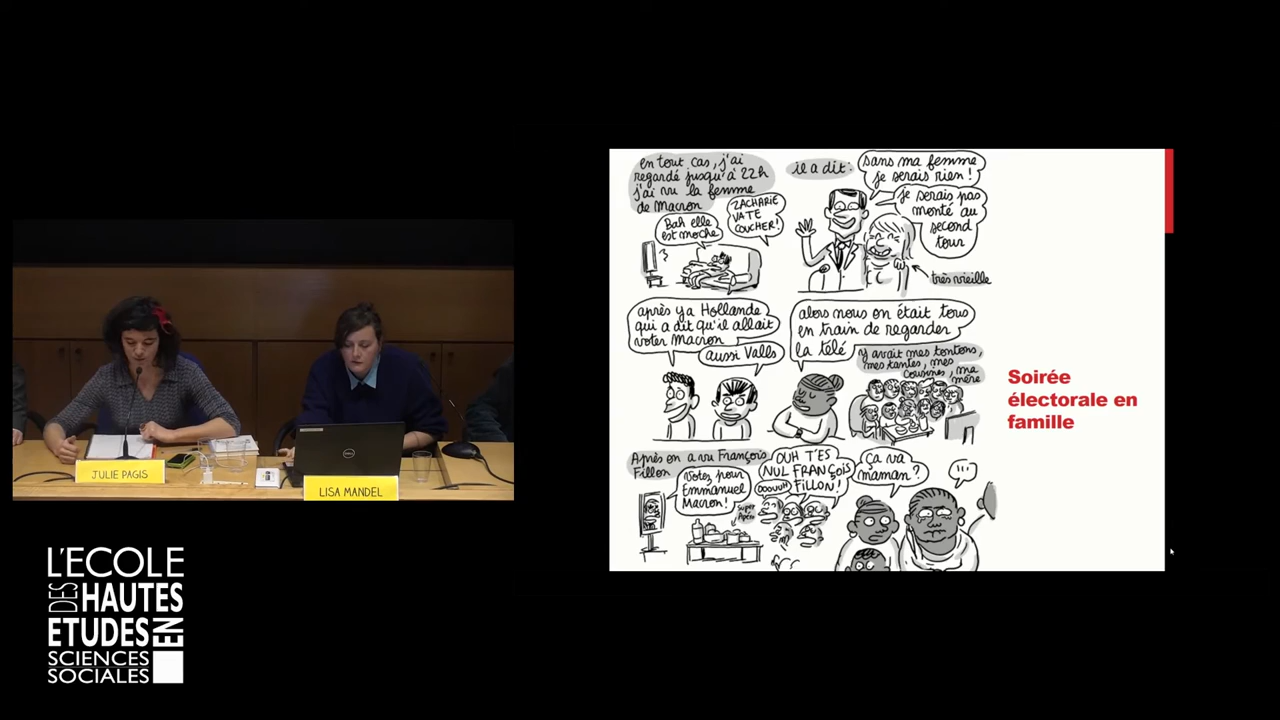 en tout cas, j'ai
regardé jusqu'à 22h
j'ai vu la femme
de Macron
Bah elle
est moche
ZACHARIE
VA TE
COUCHER!
il a dit:
sans ma femme
je serais rien!
je serais pas
monté au
second
tour
très vieille
après ya Hollande
qui a dit qu'il allait
voter Macron
aussi Valls
alors nous on était tous
en train de regarder
la télé
Y avait mes tontons,
mes tantes, mes
cousines, ma
mère
Après on a vu François
Fillon
Votez pour
Emmanuel
Macron!
super
Apéro
OOOUUH
OUH T'ES
NUL FRANÇOIS
FILLON!
Ça va
maman?
Soirée
électorale en
famille
JULIE PAGIS
LISA MANDEL
DELL
L'ECOLE
DES HAUTES
ETUDES EN
SCIENCES
SOCIALES